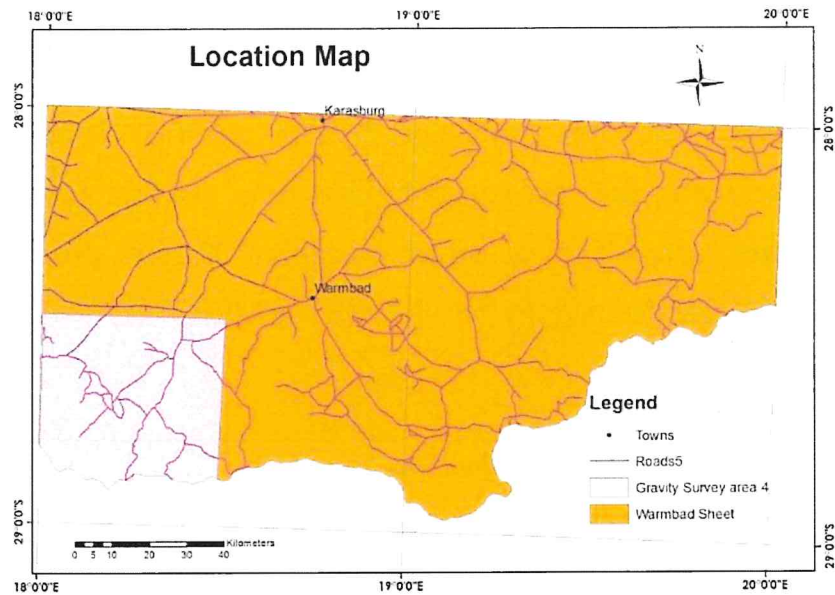 18°0'0"E 19°0'0"E 20°0'0"E
Location Map
N
28°0'0"S
28°0'0"S
Karasburg
Warmbad
Legend
Towns
Roads5
Gravity Survey area 4
Warmbad Sheet
29°0'0"S
29°0'0"S
Kilometers
0 5 10 20 30 40
18°0'0"E 19°0'0"E 20°0'0"E